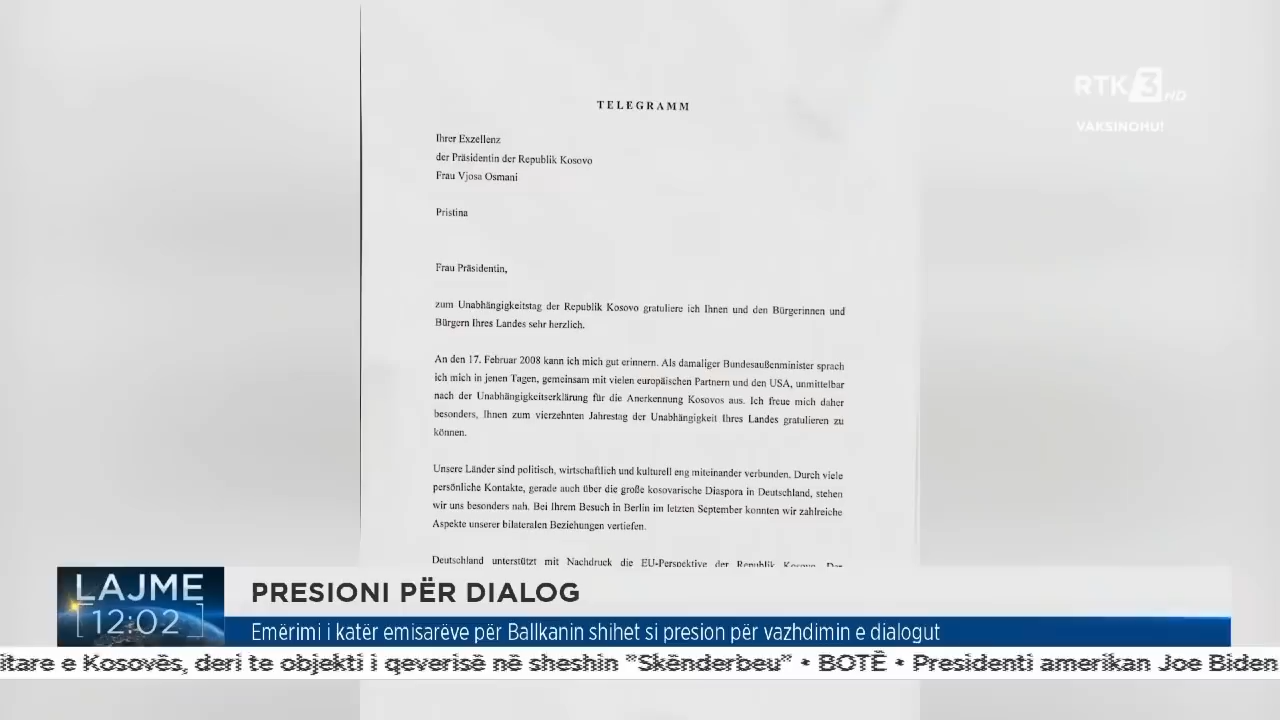 RTK 3 HD
VAKSINOHU!
TELEGRAMM
Ihrer Exzellenz
der Präsidentin der Republik Kosovo
Frau Vjosa Osmani
Pristina
Frau Präsidentin,
zum Unabhängigkeitstag der Republik Kosovo gratuliere ich Ihnen und den Bürgerinnen und
Bürgern Ihres Landes sehr herzlich.
An den 17. Februar 2008 kann ich mich gut erinnern. Als damaliger Bundesaußenminister sprach
ich mich in jenen Tagen, gemeinsam mit vielen europäischen Partnern und den USA, unmittelbar
nach der Unabhängigkeitserklärung für die Anerkennung Kosovos aus. Ich freue mich daher
besonders, Ihnen zum vierzehnten Jahrestag der Unabhängigkeit Ihres Landes gratulieren zu
können.
Unsere Länder sind politisch, wirtschaftlich und kulturell eng miteinander verbunden. Durch viele
persönliche Kontakte, gerade auch über die große kosovarische Diaspora in Deutschland, stehen
wir uns besonders nah. Bei Ihrem Besuch in Berlin im letzten September konnten wir zahlreiche
Aspekte unserer bilateralen Beziehungen vertiefen.
Deutschland unterstützt mit Nachdruck die EU-Perspektive der Republik Kosovo. Der
LAJME
12:02
PRESIONI PËR DIALOG
Emërimi i katër emisarëve për Ballkanin shihet si presion për vazhdimin e dialogut
itare e Kosovës, deri te objekti i qeverisë në sheshin "Skënderbeu" • BOTË • Presidenti amerikan Joe Biden